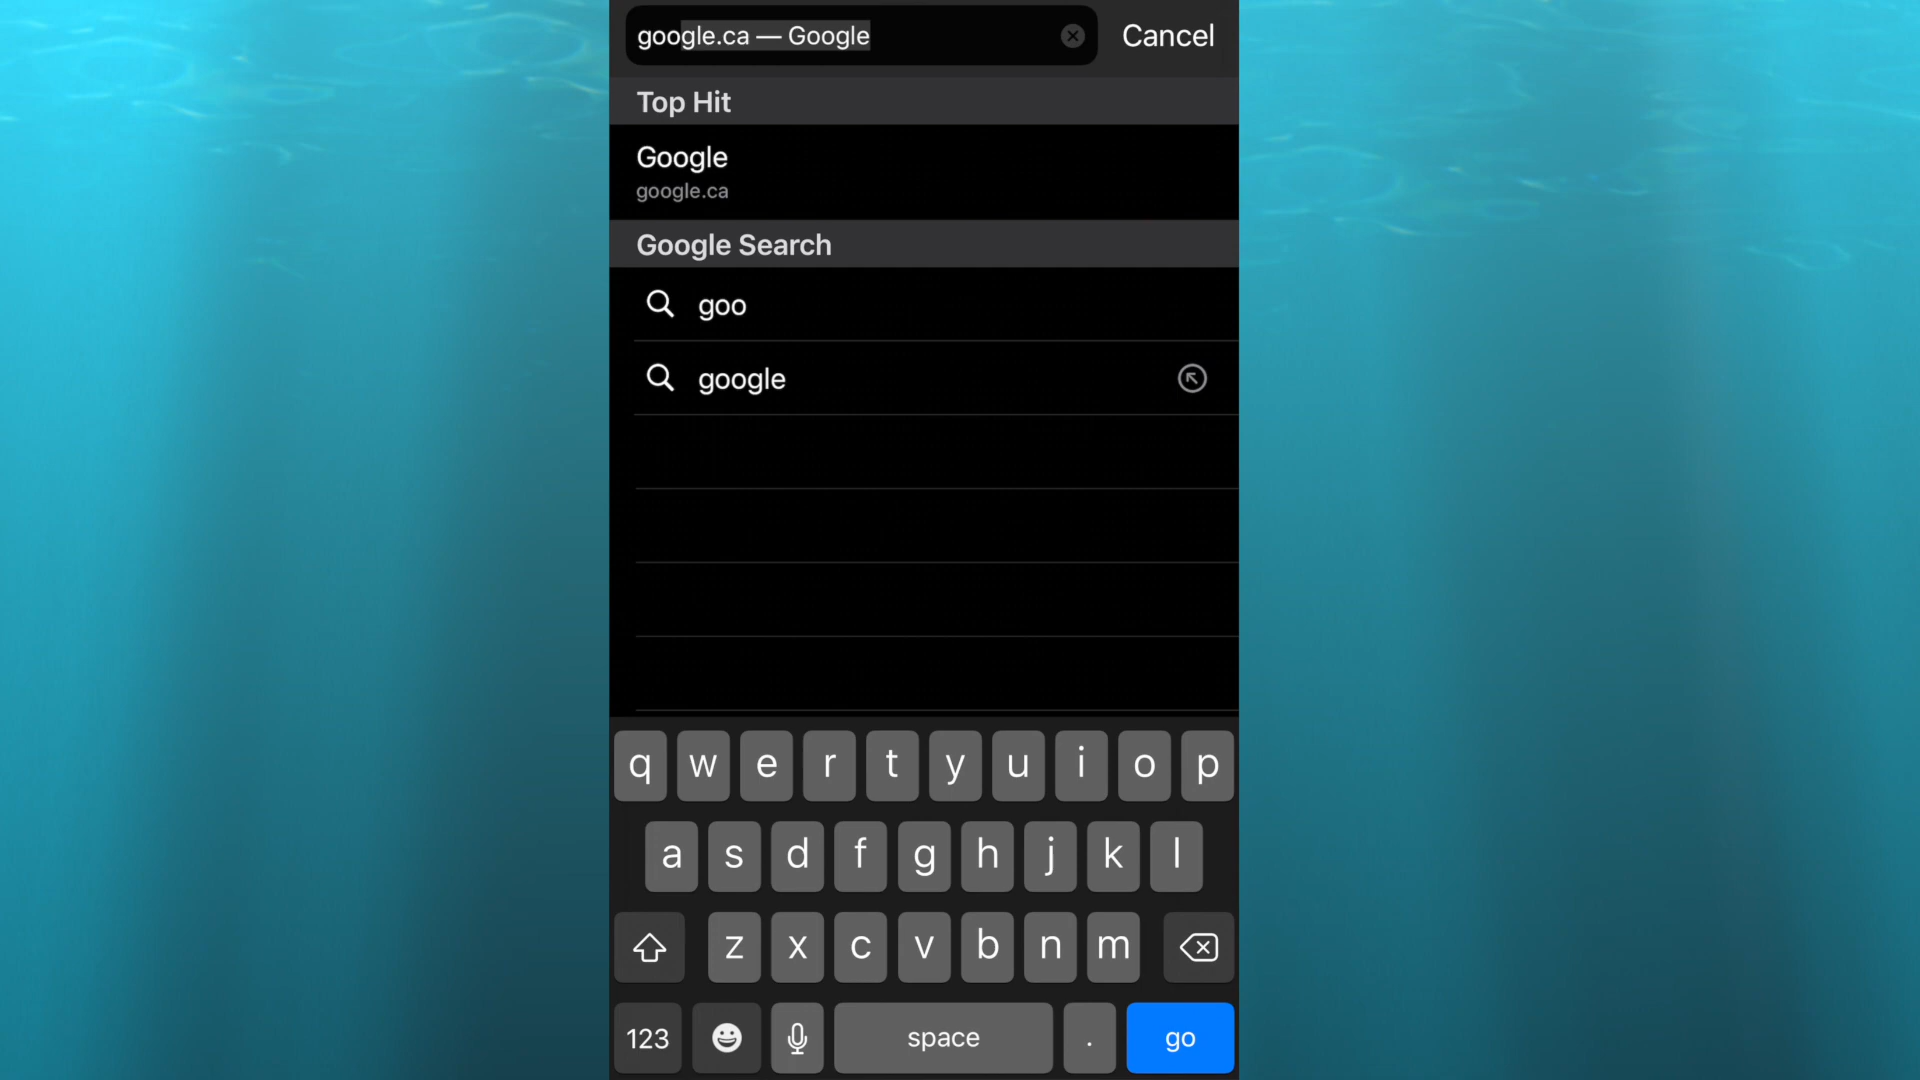 google.ca — Google
Cancel
Top Hit
Google
google.ca
Google Search
goo
google
q w e r t y u i o p
a s d f g h j k l
z x c v b n m
123 space . go